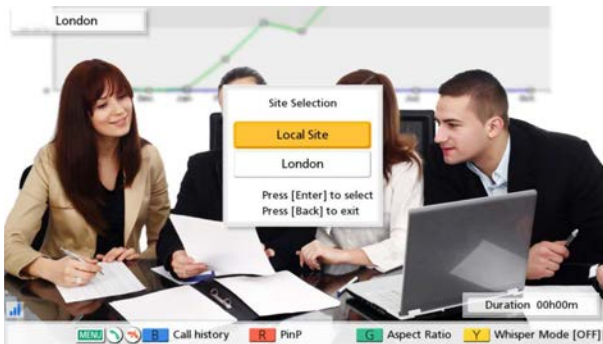 London
Site Selection
Local Site
London
Press [Enter] to select
Press [Back] to exit
Duration 00h00m
MENU B Call history R PinP G Aspect Ratio Y Whisper Mode [OFF]